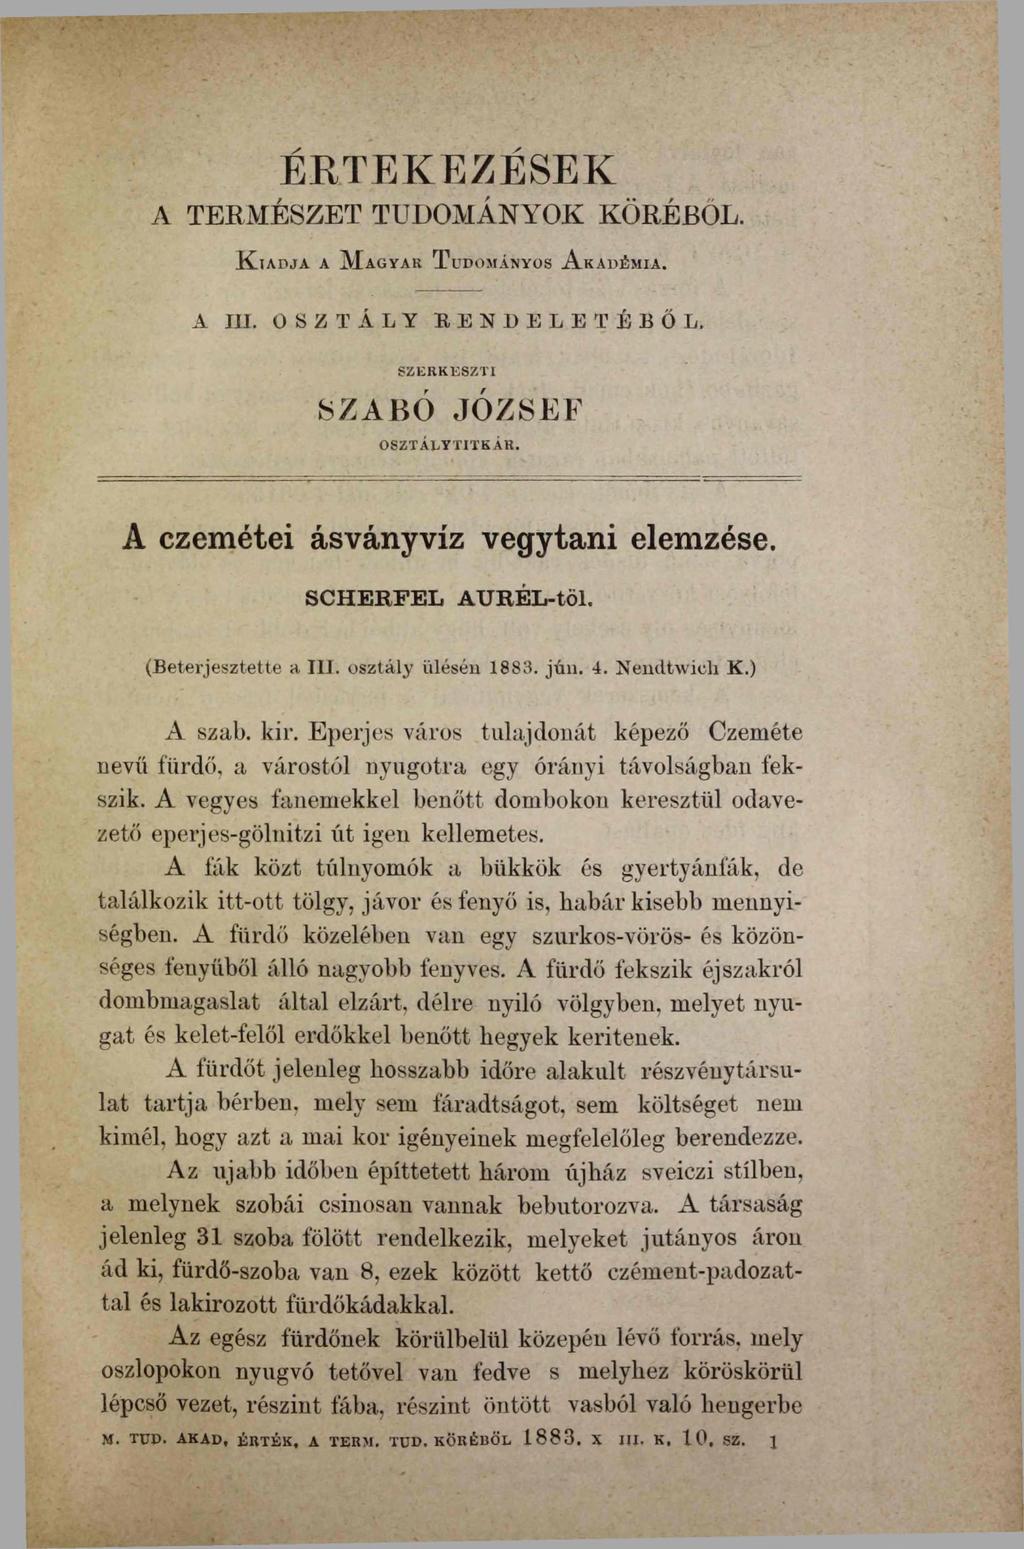 ÉRTEKEZÉSEK
A TERMÉSZET TUDOMÁNYOK KÖRÉBŐL.
KIADJA A MAGYAR TUDOMÁNYOS AKADÉMIA.
A III. OSZTÁLY RENDELETÉBŐL.
SZERKESZTI
SZABÓ JÓZSEF
OSZTÁLYTITKÁR.
A czemétei ásványvíz vegytani elemzése.
SCHERFEL AURÉL-töl.
(Beterjesztette a III. osztály ülésén 1883. jún. 4. Nendtwich K.)
A szab. kir. Eperjes város tulajdonát képező Czeméte
nevű fürdő, a várostól nyugotra egy órányi távolságban fek-
szik. A vegyes fanemekkel benőtt dombokon keresztül odave-
zető eperjes-gölnitzi út igen kellemetes.
A fák közt túlnyomók a bükkök és gyertyánfák, de
találkozik itt-ott tölgy, jávor és fenyő is, habár kisebb mennyi-
ségben. A fürdő közelében van egy szurkos-vörös- és közön-
séges fenyűből álló nagyobb fenyves. A fürdő fekszik éjszakról
dombmagaslat által elzárt, délre nyiló völgyben, melyet nyu-
gat és kelet-felől erdőkkel benőtt hegyek keritenek.
A fürdőt jelenleg hosszabb időre alakult részvénytársu-
lat tartja bérben, mely sem fáradtságot, sem költséget nem
kimél, hogy azt a mai kor igényeinek megfelelőleg berendezze.
Az ujabb időben építtetett három újház sveiczi stílben,
a melynek szobái csinosan vannak bebutorozva. A társaság
jelenleg 31 szoba fölött rendelkezik, melyeket jutányos áron
ád ki, fürdő-szoba van 8, ezek között kettő czément-padozat-
tal és lakirozott fürdőkádakkal.
Az egész fürdőnek körülbelül közepén lévő forrás, mely
oszlopokon nyugvó tetővel van fedve s melyhez köröskörül
lépcső vezet, részint fába, részint öntött vasból való hengerbe
M. TUD. AKAD. ÉRTÉK. A TERM. TUD. KÖRÉBŐL 1883. X III. K. 10. SZ. 1